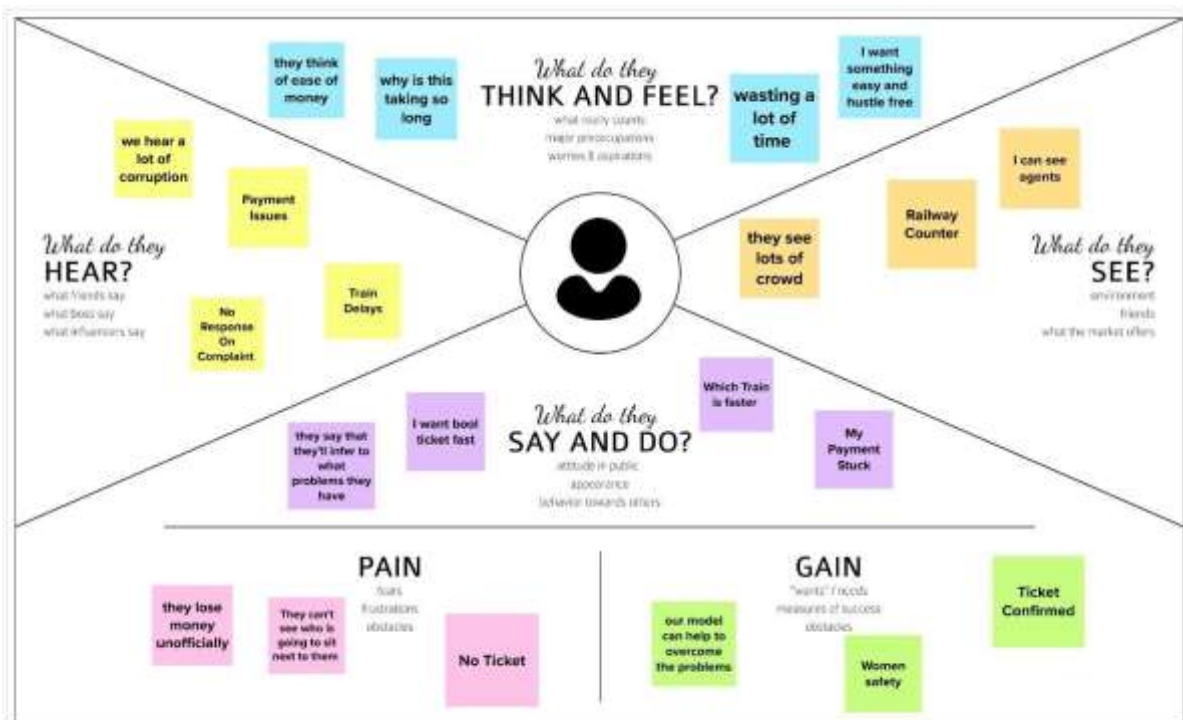 they think
of ease of
money
why is this
taking so
long
What do they
THINK AND FEEL?
what really counts
major preoccupations
worries & aspirations
wasting a
lot of
time
I want
something
easy and
hustle free
we hear a
lot of
corruption
Payment
Issues
What do they
HEAR?
what friends say
what boss say
what influencers say
No
Response
On
Complaint
Train
Delays
they see
lots of
crowd
Railway
Counter
I can see
agents
What do they
SEE?
environment
friends
what the market offers
they say that
they'll infer to
what
problems they
have
I want bool
ticket fast
What do they
SAY AND DO?
attitude in public
appearance
behavior towards others
Which Train
is faster
My
Payment
Stuck
PAIN
fears
frustrations
obstacles
they lose
money
unofficially
They can't
see who is
going to sit
next to them
No Ticket
GAIN
"wants" / needs
measures of success
obstacles
our model
can help to
overcome
the problems
Women
safety
Ticket
Confirmed